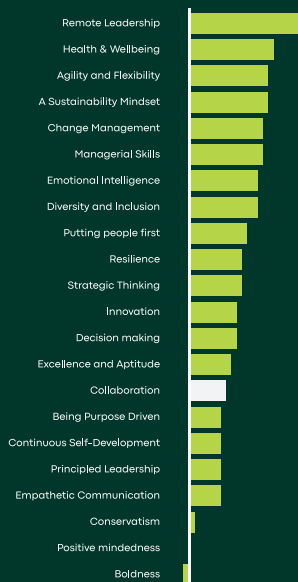 Remote Leadership
Health & Wellbeing
Agility and Flexibility
A Sustainability Mindset
Change Management
Managerial Skills
Emotional Intelligence
Diversity and Inclusion
Putting people first
Resilience
Strategic Thinking
Innovation
Decision making
Excellence and Aptitude
Collaboration
Being Purpose Driven
Continuous Self-Development
Principled Leadership
Empathetic Communication
Conservatism
Positive mindedness
Boldness